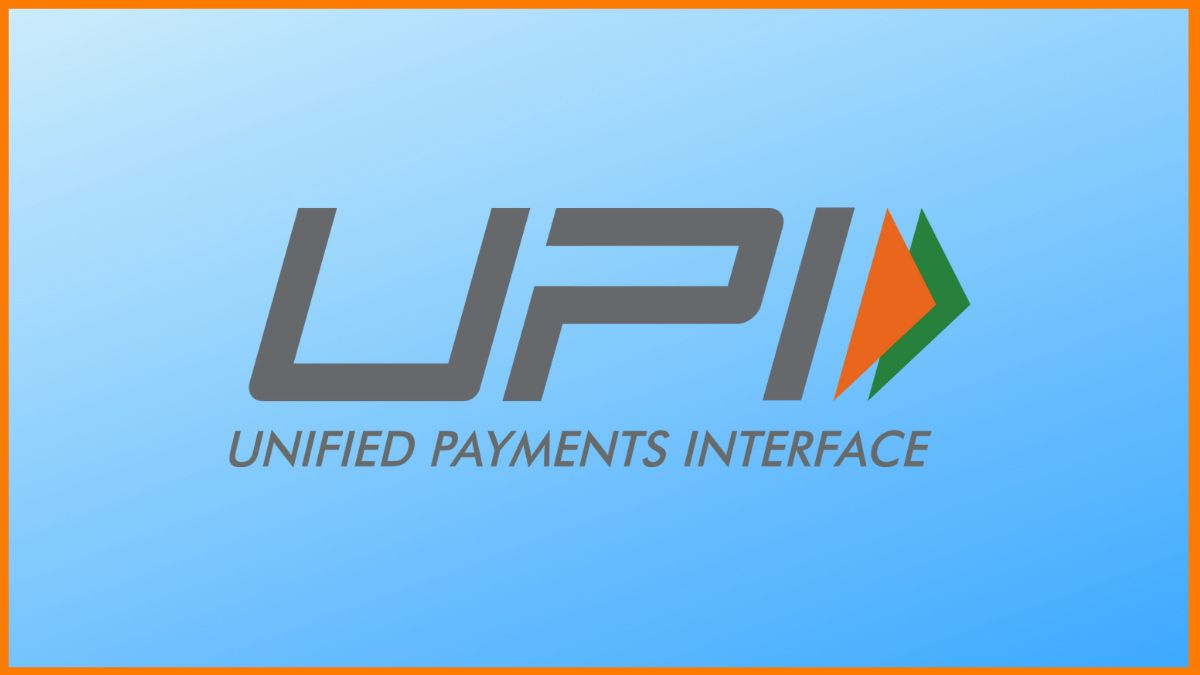 UPI
UNIFIED PAYMENTS INTERFACE